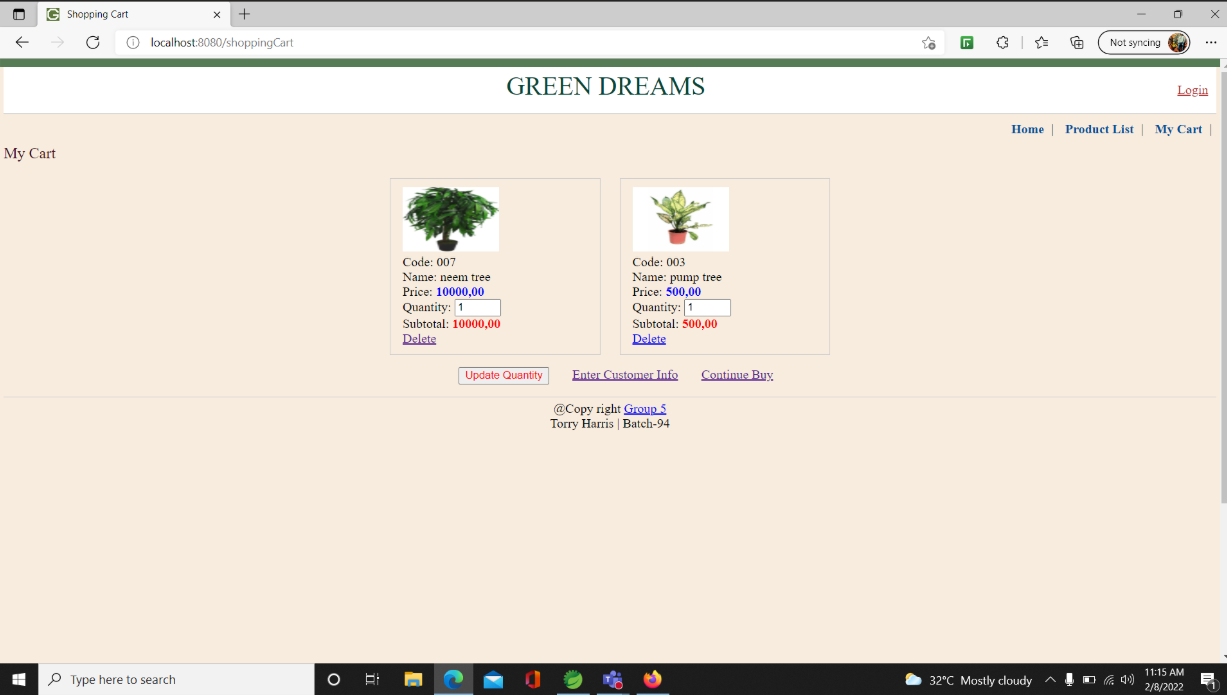 Shopping Cart
localhost:8080/shoppingCart
Not syncing
GREEN DREAMS
Login
Home | Product List | My Cart |
My Cart
Code: 007
Name: neem tree
Price: 10000,00
Quantity: 1
Subtotal: 10000,00
Delete
Code: 003
Name: pump tree
Price: 500,00
Quantity: 1
Subtotal: 500,00
Delete
Update Quantity Enter Customer Info Continue Buy
@Copy right Group 5
Torry Harris | Batch-94
Type here to search
32°C Mostly cloudy
11:15 AM
2/8/2022
1